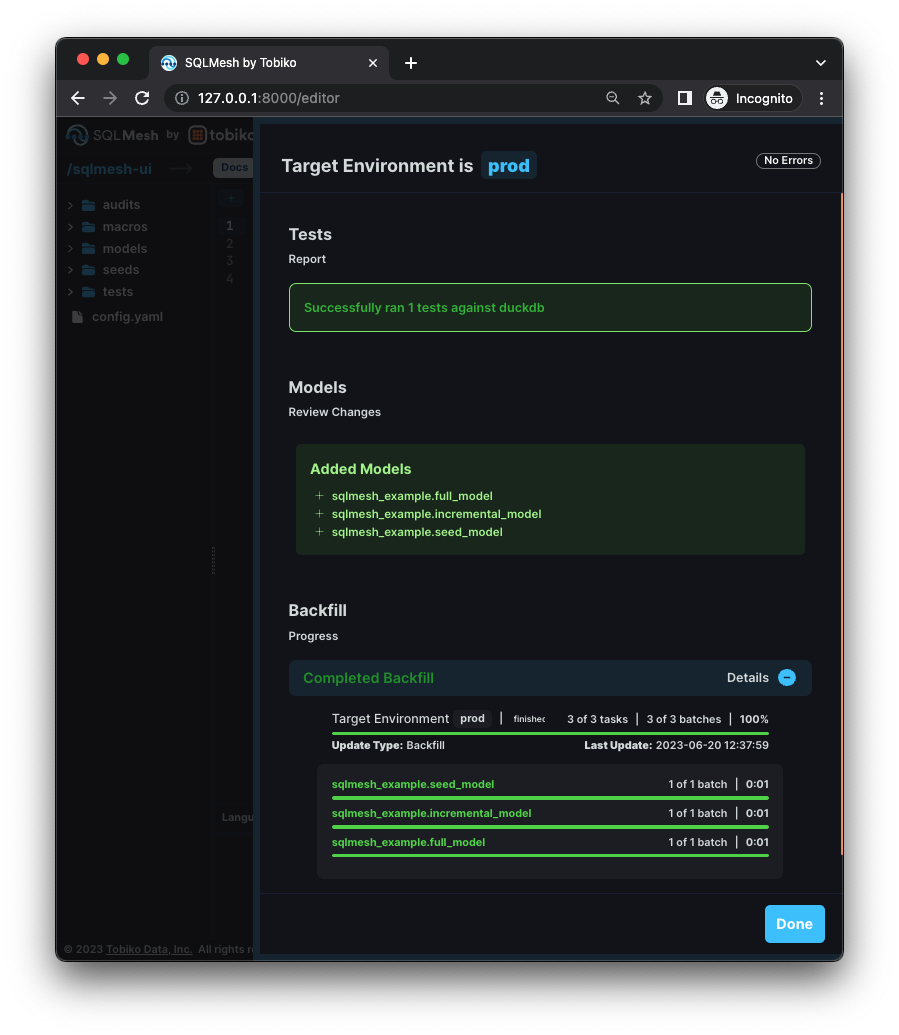 SQLMesh by Tobiko
127.0.0.1:8000/editor
Incognito
SQLMesh by tobiko
/sqlmesh-ui
Docs
audits
macros
models
seeds
tests
config.yaml
1
2
3
4
© 2023 Tobiko Data, Inc. All rights
Target Environment is prod
No Errors
Tests
Report
Successfully ran 1 tests against duckdb
Models
Review Changes
Added Models
+ sqlmesh_example.full_model
+ sqlmesh_example.incremental_model
+ sqlmesh_example.seed_model
Backfill
Progress
Completed Backfill Details
Target Environment prod | finished 3 of 3 tasks | 3 of 3 batches | 100%
Update Type: Backfill Last Update: 2023-06-20 12:37:59
sqlmesh_example.seed_model 1 of 1 batch | 0:01
sqlmesh_example.incremental_model 1 of 1 batch | 0:01
sqlmesh_example.full_model 1 of 1 batch | 0:01
Done